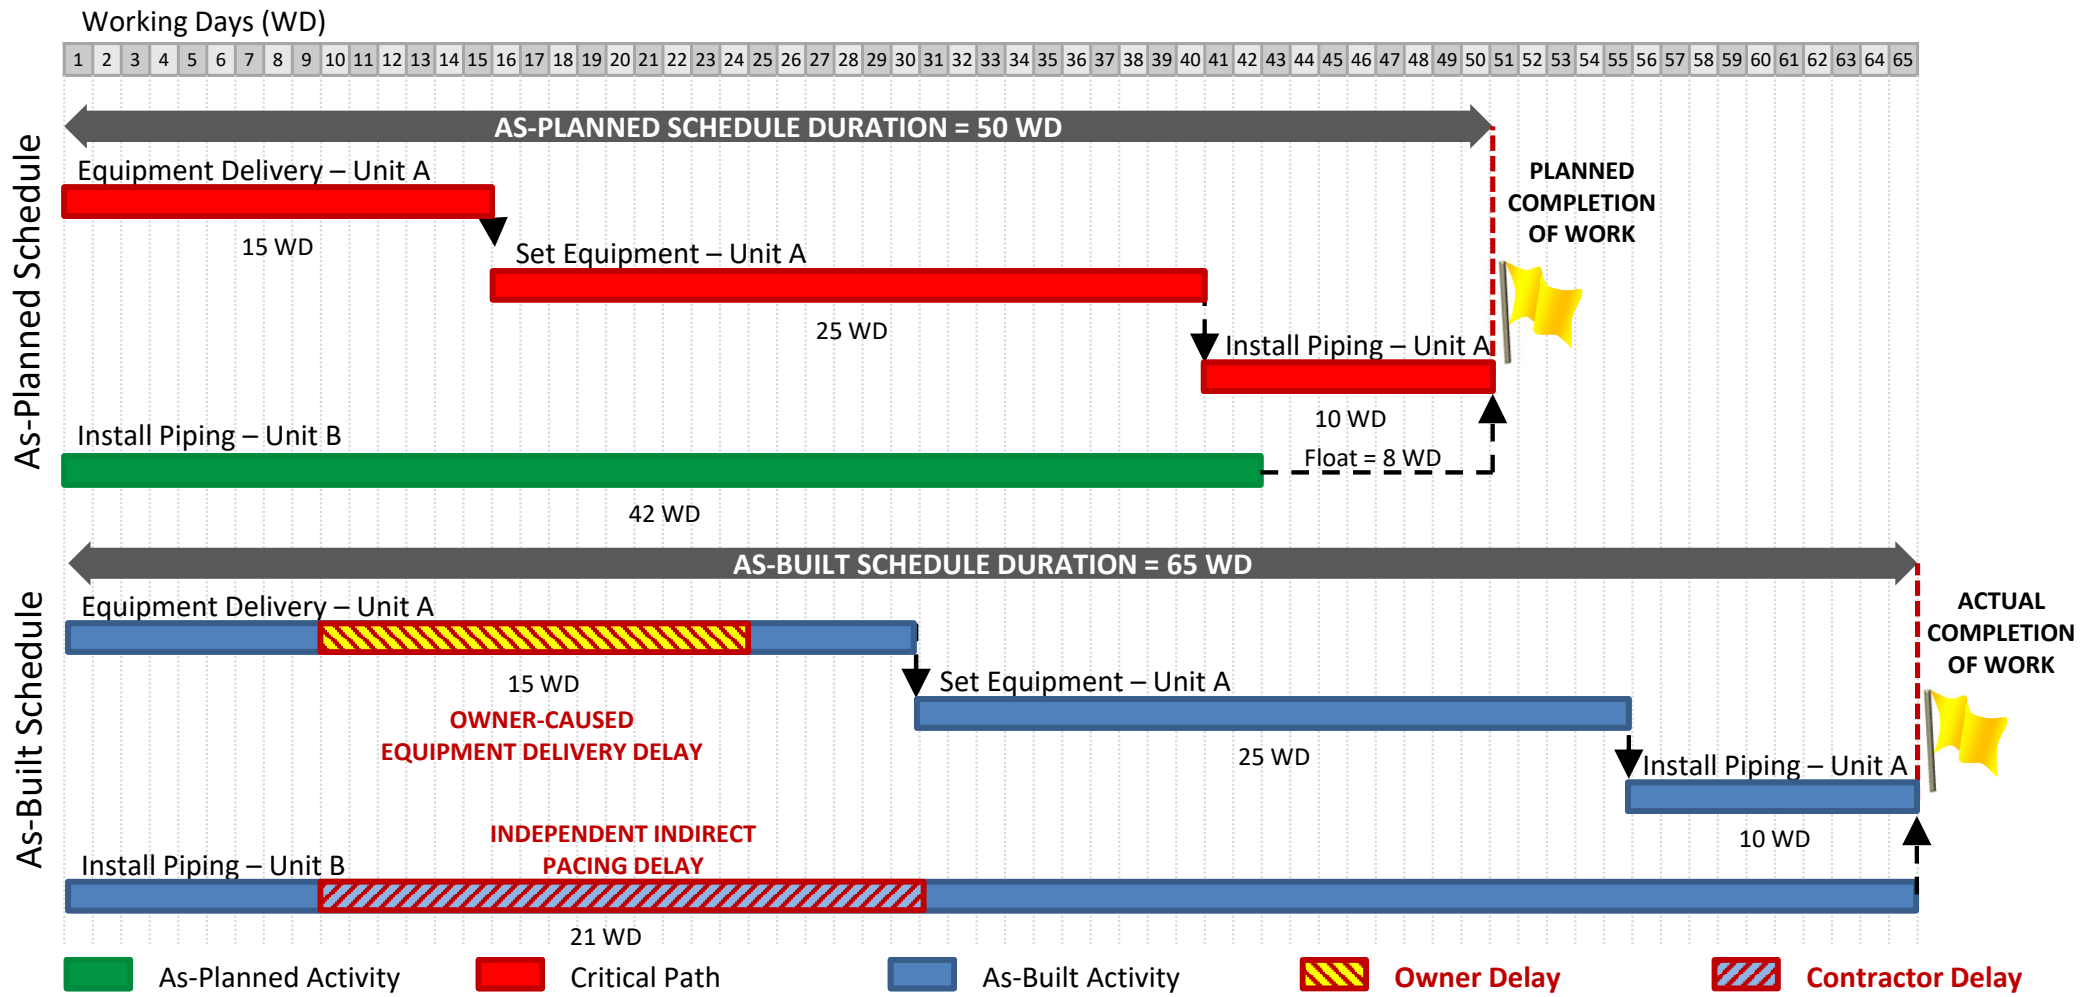 Working Days (WD)
1 2 3 4 5 6 7 8 9 10 11 12 13 14 15 16 17 18 19 20 21 22 23 24 25 26 27 28 29 30 31 32 33 34 35 36 37 38 39 40 41 42 43 44 45 46 47 48 49 50 51 52 53 54 55 56 57 58 59 60 61 62 63 64 65
As-Planned Schedule
AS-PLANNED SCHEDULE DURATION = 50 WD
Equipment Delivery – Unit A
15 WD
Set Equipment – Unit A
25 WD
Install Piping – Unit A
10 WD
PLANNED
COMPLETION
OF WORK
Install Piping – Unit B
Float = 8 WD
42 WD
As-Built Schedule
AS-BUILT SCHEDULE DURATION = 65 WD
Equipment Delivery – Unit A
15 WD
OWNER-CAUSED
EQUIPMENT DELIVERY DELAY
Set Equipment – Unit A
25 WD
Install Piping – Unit A
10 WD
ACTUAL
COMPLETION
OF WORK
INDEPENDENT INDIRECT
PACING DELAY
Install Piping – Unit B
21 WD
As-Planned Activity
Critical Path
As-Built Activity
Owner Delay
Contractor Delay